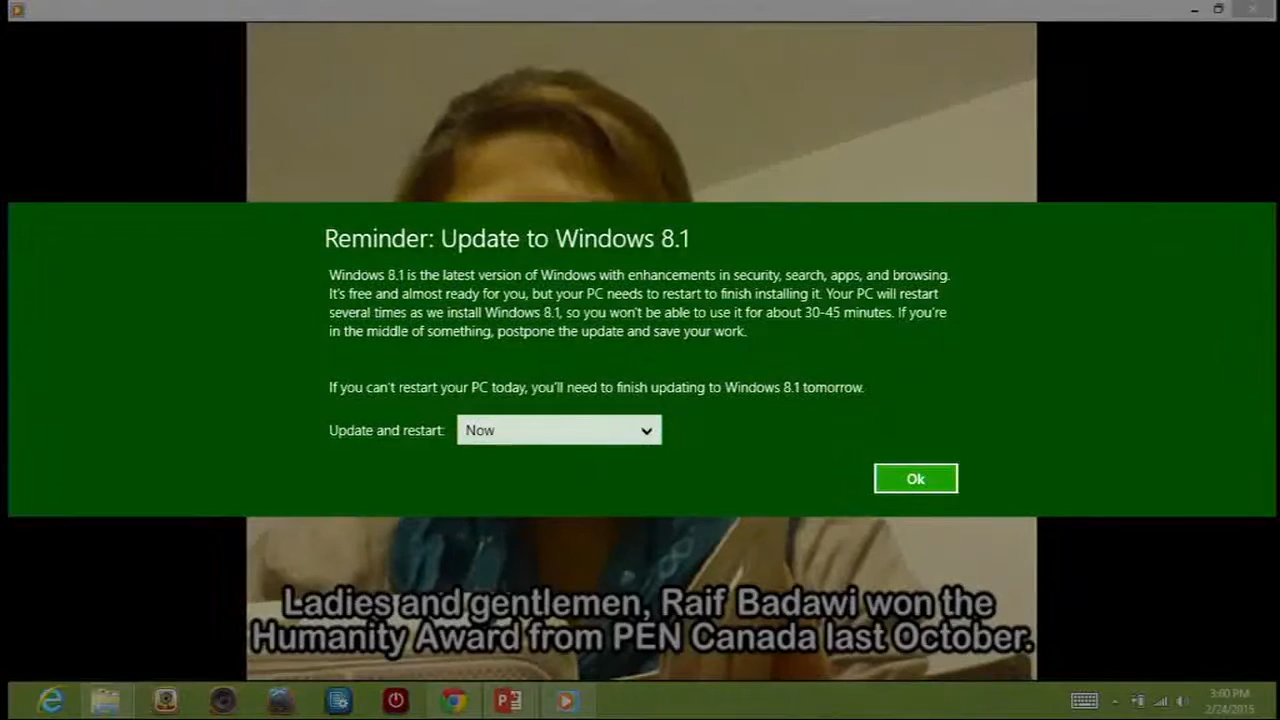 Reminder: Update to Windows 8.1
Windows 8.1 is the latest version of Windows with enhancements in security, search, apps, and browsing.
It's free and almost ready for you, but your PC needs to restart to finish installing it. Your PC will restart
several times as we install Windows 8.1, so you won't be able to use it for about 30-45 minutes. If you're
in the middle of something, postpone the update and save your work.
If you can't restart your PC today, you'll need to finish updating to Windows 8.1 tomorrow.
Update and restart: Now
Ok
Ladies and gentlemen, Raif Badawi won the
Humanity Award from PEN Canada last October.
3:00 PM
2/24/2015